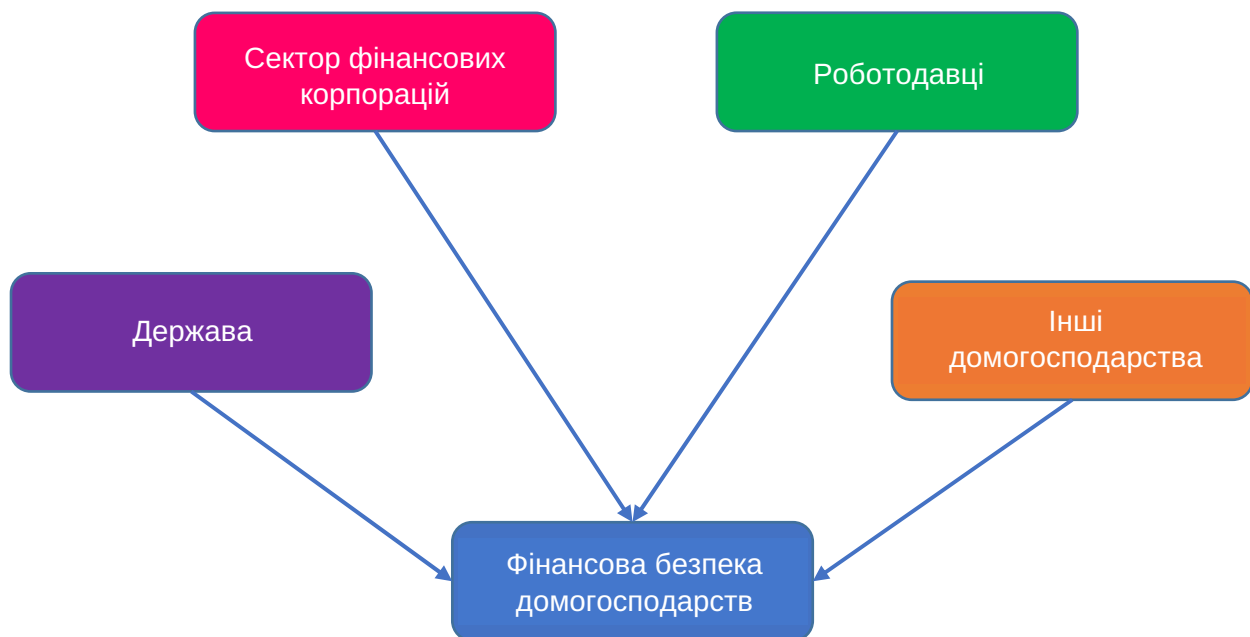 Сектор фінансових
корпорацій
Роботодавці
Держава
Інші
домогосподарства
Фінансова безпека
домогосподарств